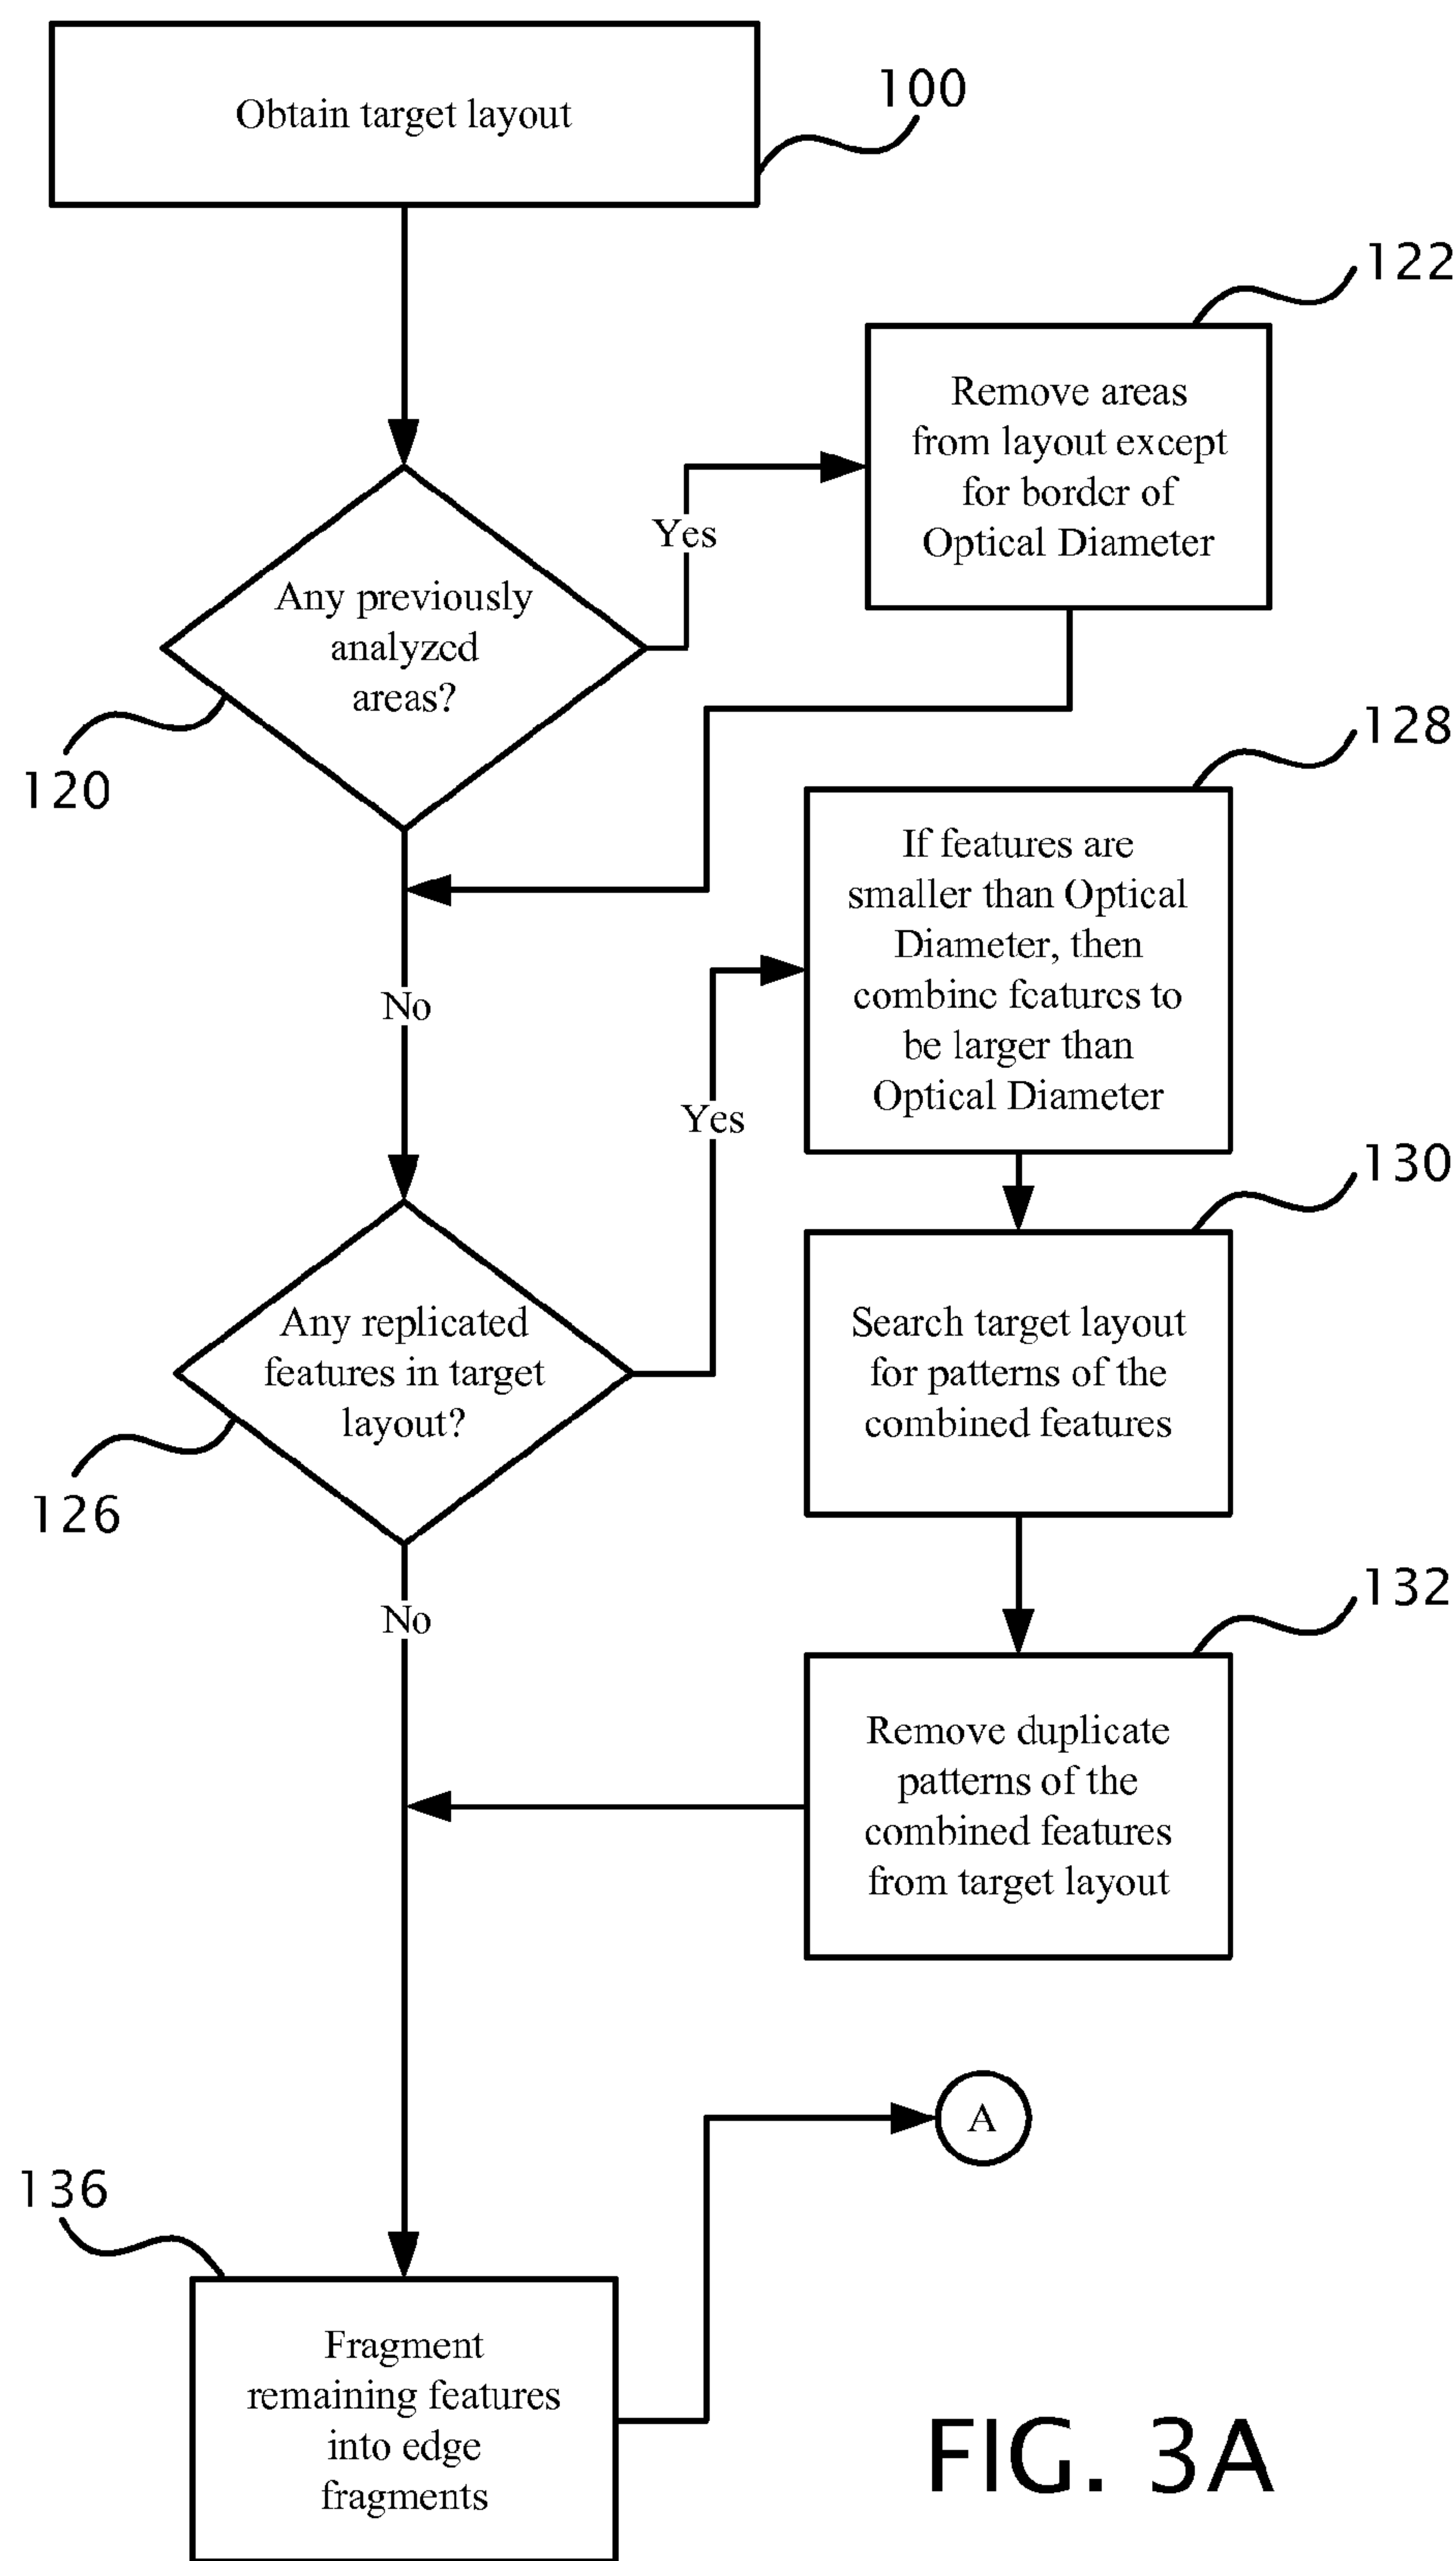 Obtain target layout
100
122
Remove areas
from layout except
for border of
Optical Diameter
Yes
Any previously
analyzed
areas?
120
128
If features are
smaller than Optical
Diameter, then
combine features to
be larger than
Optical Diameter
No
Yes
130
Search target layout
for patterns of the
combined features
Any replicated
features in target
layout?
126
132
No
Remove duplicate
patterns of the
combined features
from target layout
A
136
Fragment
remaining features
into edge
fragments
FIG. 3A